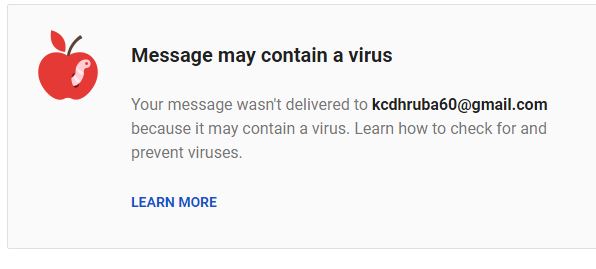 Message may contain a virus
Your message wasn't delivered to kcdhruba60@gmail.com
because it may contain a virus. Learn how to check for and
prevent viruses.
LEARN MORE